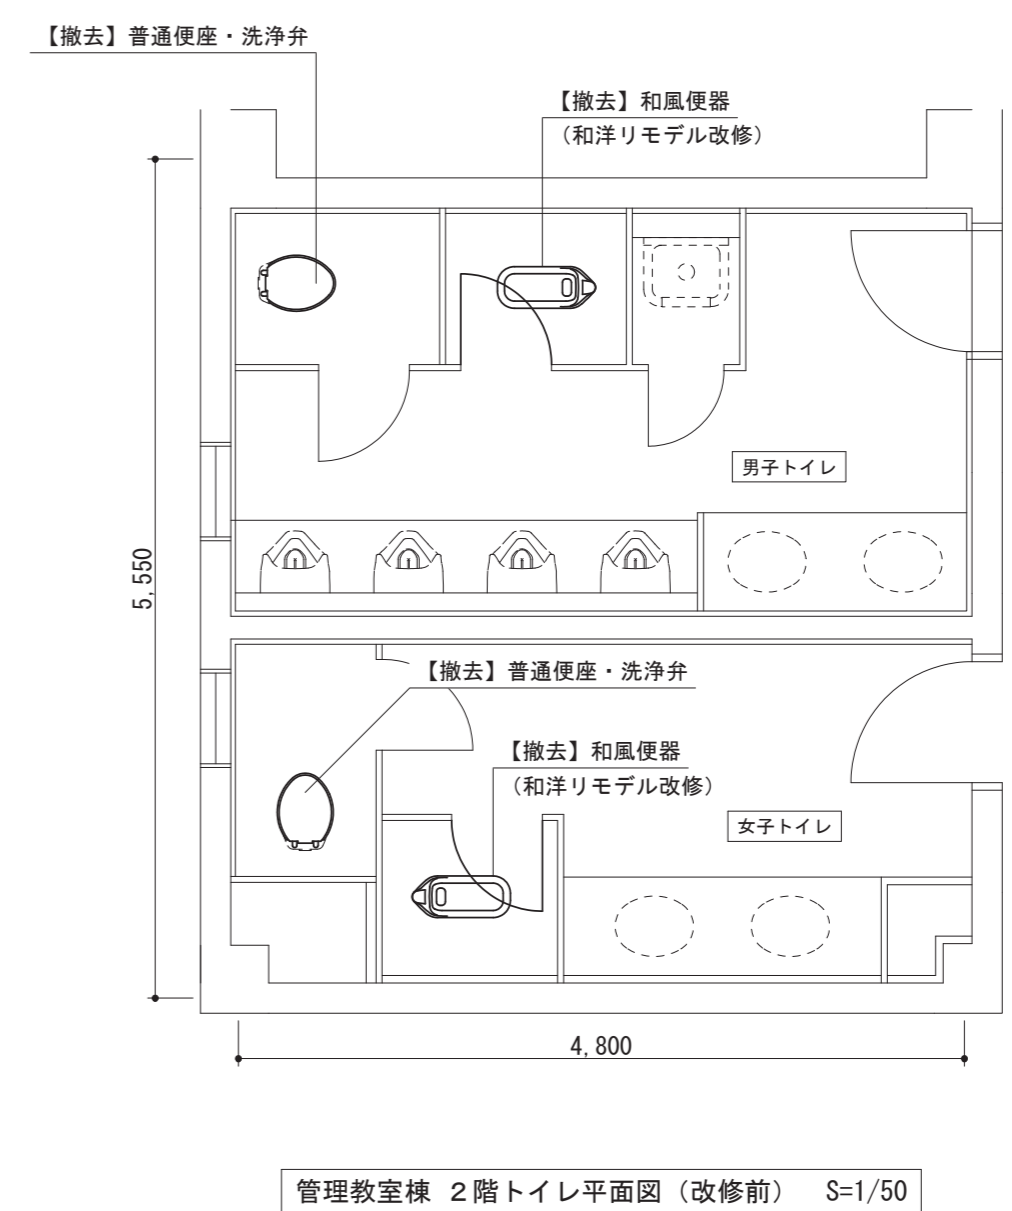 【撤去】普通便座・洗浄弁
【撤去】和風便器
（和洋リモデル改修）
男子トイレ
5,550
【撤去】普通便座・洗浄弁
【撤去】和風便器
（和洋リモデル改修）
女子トイレ
4,800
管理教室棟 ２階トイレ平面図（改修前） S=1/50